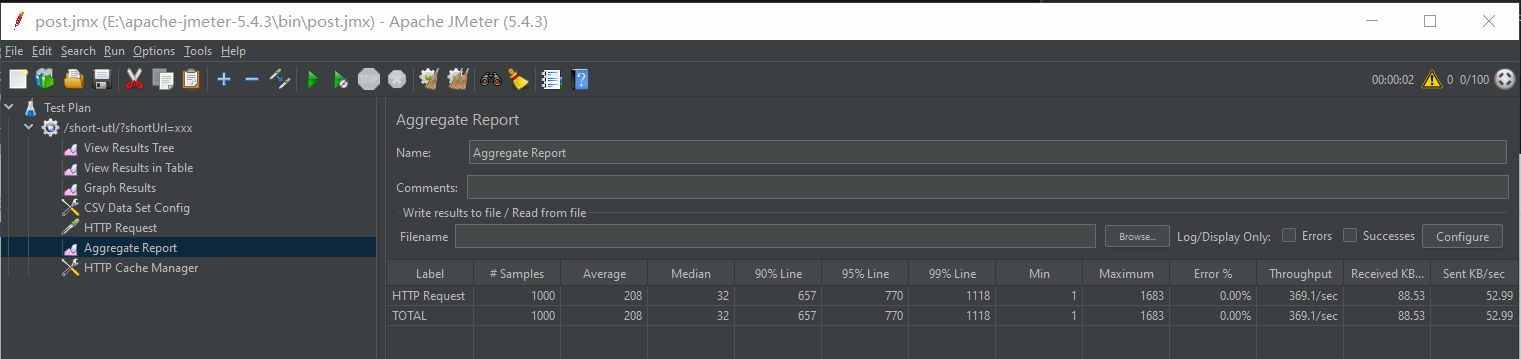 post.jmx (E:\apache-jmeter-5.4.3\bin\post.jmx) - Apache JMeter (5.4.3)
File Edit Search Run Options Tools Help
00:00:02 0 0/100
Test Plan
/short-utl/?shortUrl=xxx
View Results Tree
View Results in Table
Graph Results
CSV Data Set Config
HTTP Request
Aggregate Report
HTTP Cache Manager
Aggregate Report
Name: Aggregate Report
Comments:
Write results to file / Read from file
Filename Browse... Log/Display Only: Errors Successes Configure
Label # Samples Average Median 90% Line 95% Line 99% Line Min Maximum Error % Throughput Received KB... Sent KB/sec
HTTP Request 1000 208 32 657 770 1118 1 1683 0.00% 369.1/sec 88.53 52.99
TOTAL 1000 208 32 657 770 1118 1 1683 0.00% 369.1/sec 88.53 52.99